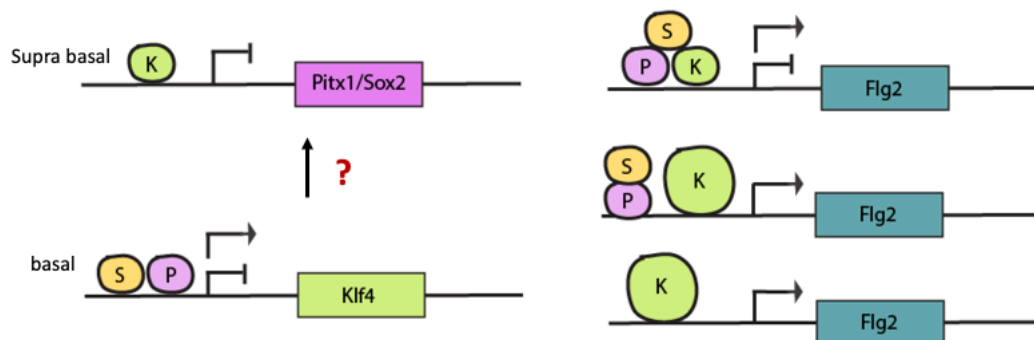 Supra basal
K
Pitx1/Sox2
?
basal
S P
Klf4
S
P K
Flg2
S
P
K
Flg2
K
Flg2